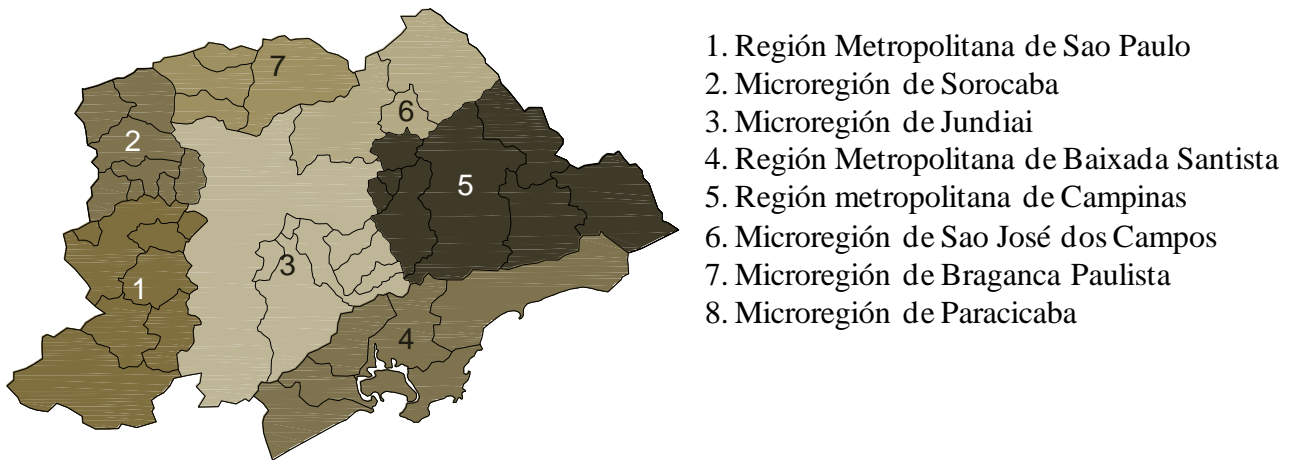 7
6
2
5
3
1
4
1. Región Metropolitana de Sao Paulo
2. Microregión de Sorocaba
3. Microregión de Jundiai
4. Región Metropolitana de Baixada Santista
5. Región metropolitana de Campinas
6. Microregión de Sao José dos Campos
7. Microregión de Braganca Paulista
8. Microregión de Paracicaba